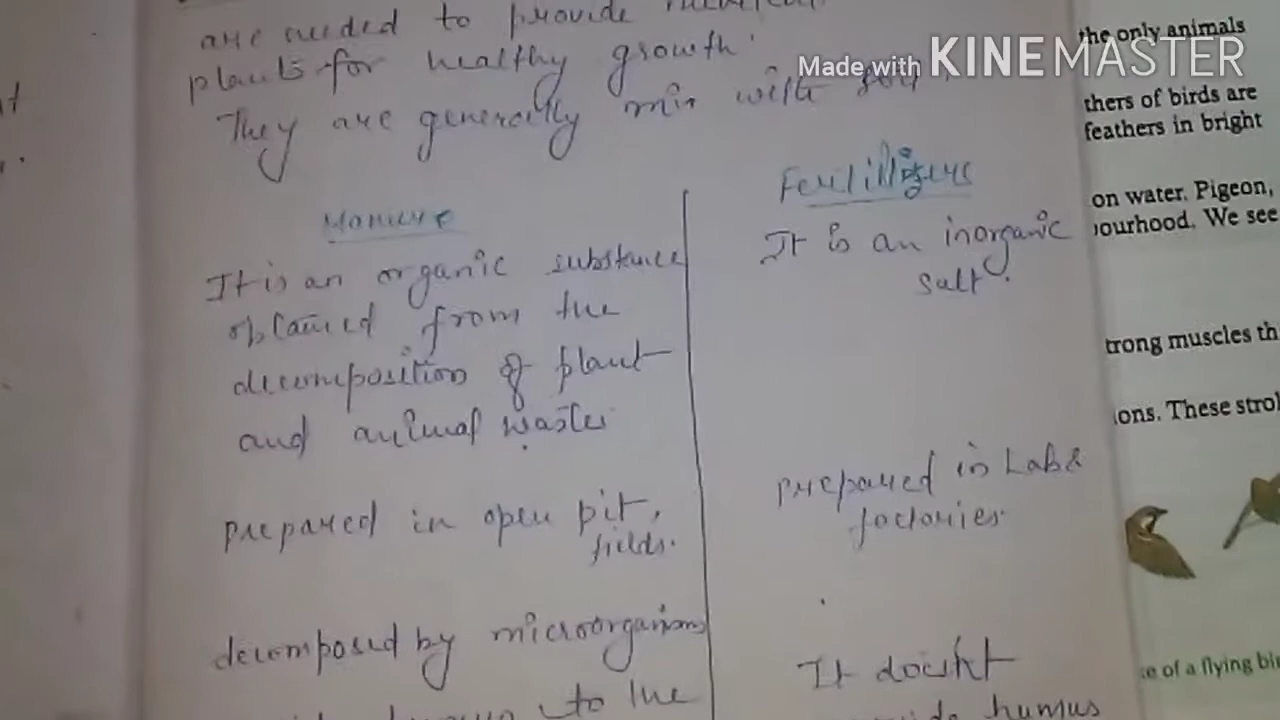 are needed to provide
plants for healthy growth.
They are generally mix with soil
Made with KINEMASTER
Manure
It is an organic substance
obtained from the
decomposition of plant
and animal wastes
prepared in open pit,
fields.
decomposed by microorganisms
to the
Fertilizers
It is an inorganic
salt.
prepared in Lab &
factories.
It doesn't
humus
the only animals
thers of birds are
feathers in bright
on water. Pigeon,
ourhood. We see
trong muscles th
ons. These strok
e of a flying bir